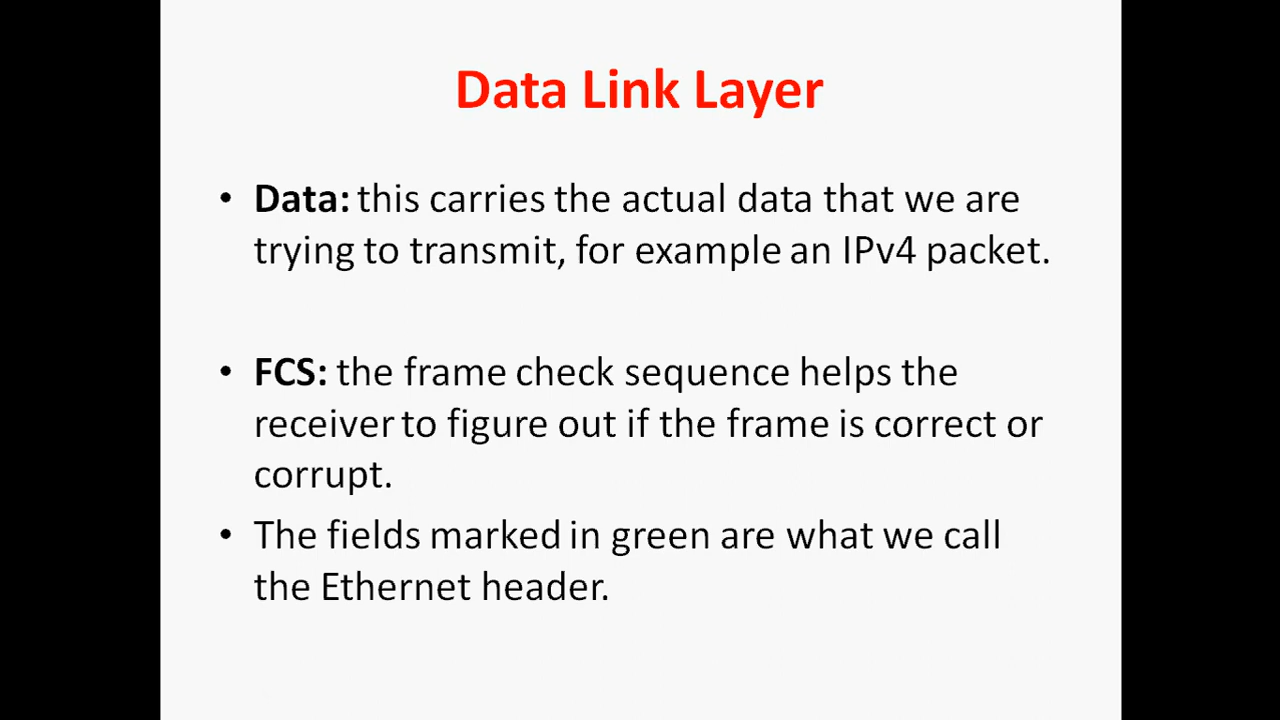 Data Link Layer
• Data: this carries the actual data that we are
trying to transmit, for example an IPv4 packet.
• FCS: the frame check sequence helps the
receiver to figure out if the frame is correct or
corrupt.
• The fields marked in green are what we call
the Ethernet header.